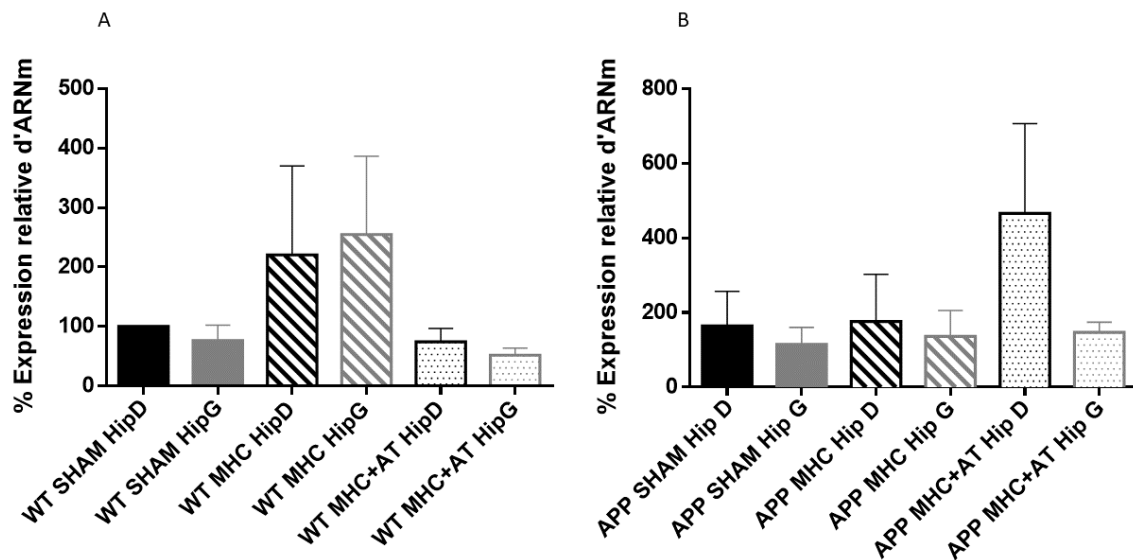 A
% Expression relative d'ARNm
500
400
300
200
100
0
WT SHAM HipD
WT SHAM HipG
WT MHC HipD
WT MHC HipG
WT MHC+AT HipD
WT MHC+AT HipG
B
% Expression relative d'ARNm
800
600
400
200
0
APP SHAM Hip D
APP SHAM Hip G
APP MHC Hip D
APP MHC Hip G
APP MHC+AT Hip D
APP MHC+AT Hip G